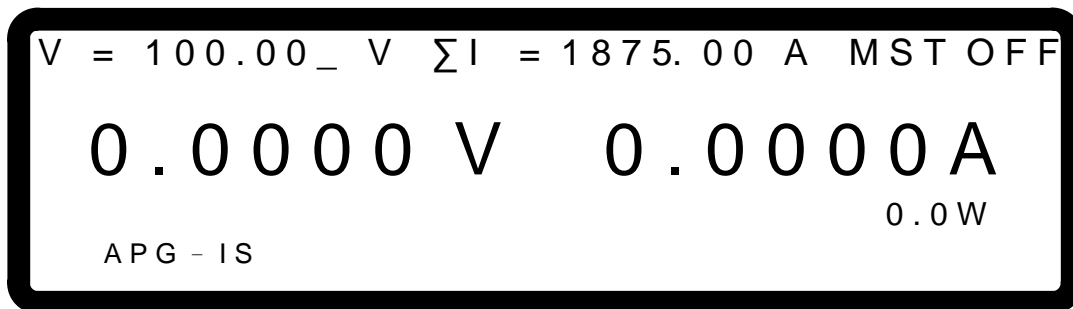 V = 100.00_ V ∑I = 1875.00 A MST OFF
0.0000 V 0.0000A
0.0W
APG-IS